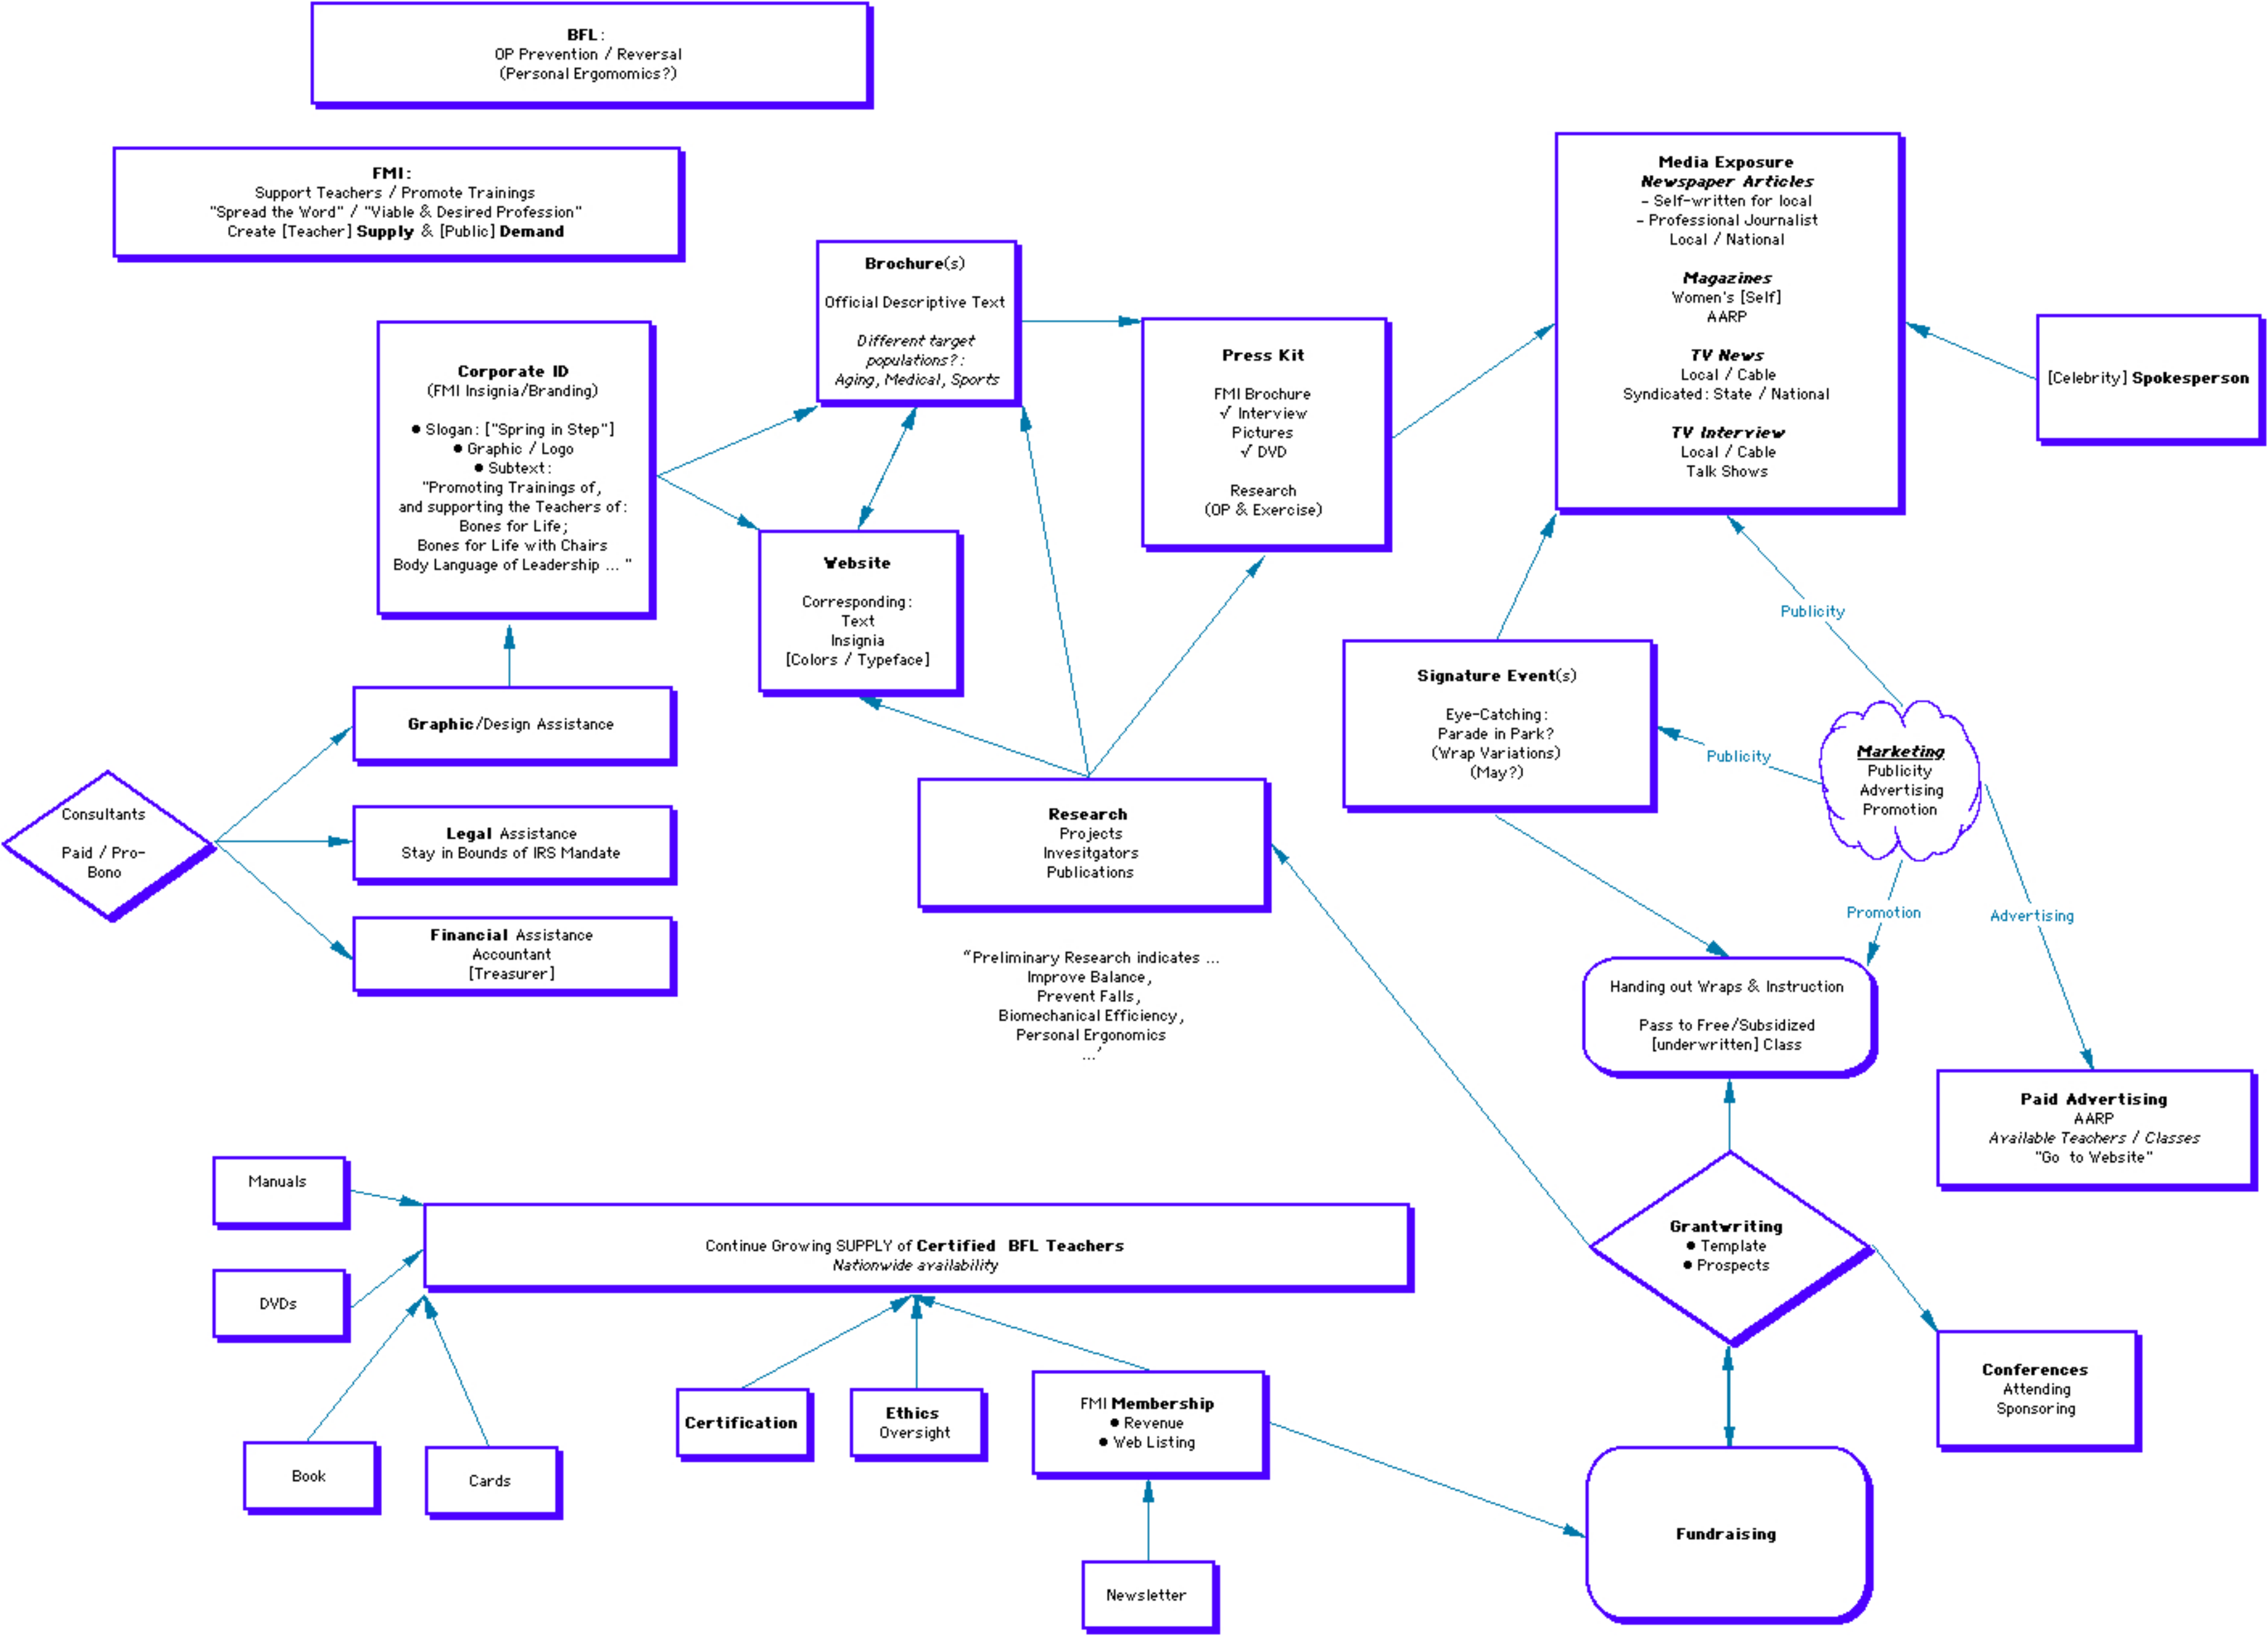 BFL:
OP Prevention / Reversal
(Personal Ergomomics?)
FMI:
Support Teachers / Promote Trainings
"Spread the Word" / "Viable & Desired Profession"
Create [Teacher] Supply & [Public] Demand
Media Exposure
Newspaper Articles
- Self-written for local
- Professional Journalist
Local / National
Magazines
Women's [Self]
AARP
TV News
Local / Cable
Syndicated: State / National
TV Interview
Local / Cable
Talk Shows
Brochure(s)
Official Descriptive Text
Different target
populations?:
Aging, Medical, Sports
Press Kit
FMI Brochure
√ Interview
Pictures
√ DVD
Research
(OP & Exercise)
[Celebrity] Spokesperson
Corporate ID
(FMI Insignia/Branding)
● Slogan: ["Spring in Step"]
● Graphic / Logo
● Subtext:
"Promoting Trainings of,
and supporting the Teachers of:
Bones for Life;
Bones for Life with Chairs
Body Language of Leadership ... "
Website
Corresponding:
Text
Insignia
[Colors / Typeface]
Publicity
Signature Event(s)
Eye-Catching:
Parade in Park?
(Wrap Variations)
(May?)
Publicity
Marketing
Publicity
Advertising
Promotion
Graphic/Design Assistance
Consultants
Paid / Pro-
Bono
Legal Assistance
Stay in Bounds of IRS Mandate
Financial Assistance
Accountant
[Treasurer]
Research
Projects
Invesitgators
Publications
“Preliminary Research indicates ...
Improve Balance,
Prevent Falls,
Biomechanical Efficiency,
Personal Ergonomics
...’
Promotion
Advertising
Handing out Wraps & Instruction
Pass to Free/Subsidized
[underwritten] Class
Paid Advertising
AARP
Available Teachers / Classes
"Go to Website"
Manuals
DVDs
Continue Growing SUPPLY of Certified BFL Teachers
Nationwide availability
Grantwriting
● Template
● Prospects
Conferences
Attending
Sponsoring
Book
Cards
Certification
Ethics
Oversight
FMI Membership
● Revenue
● Web Listing
Newsletter
Fundraising